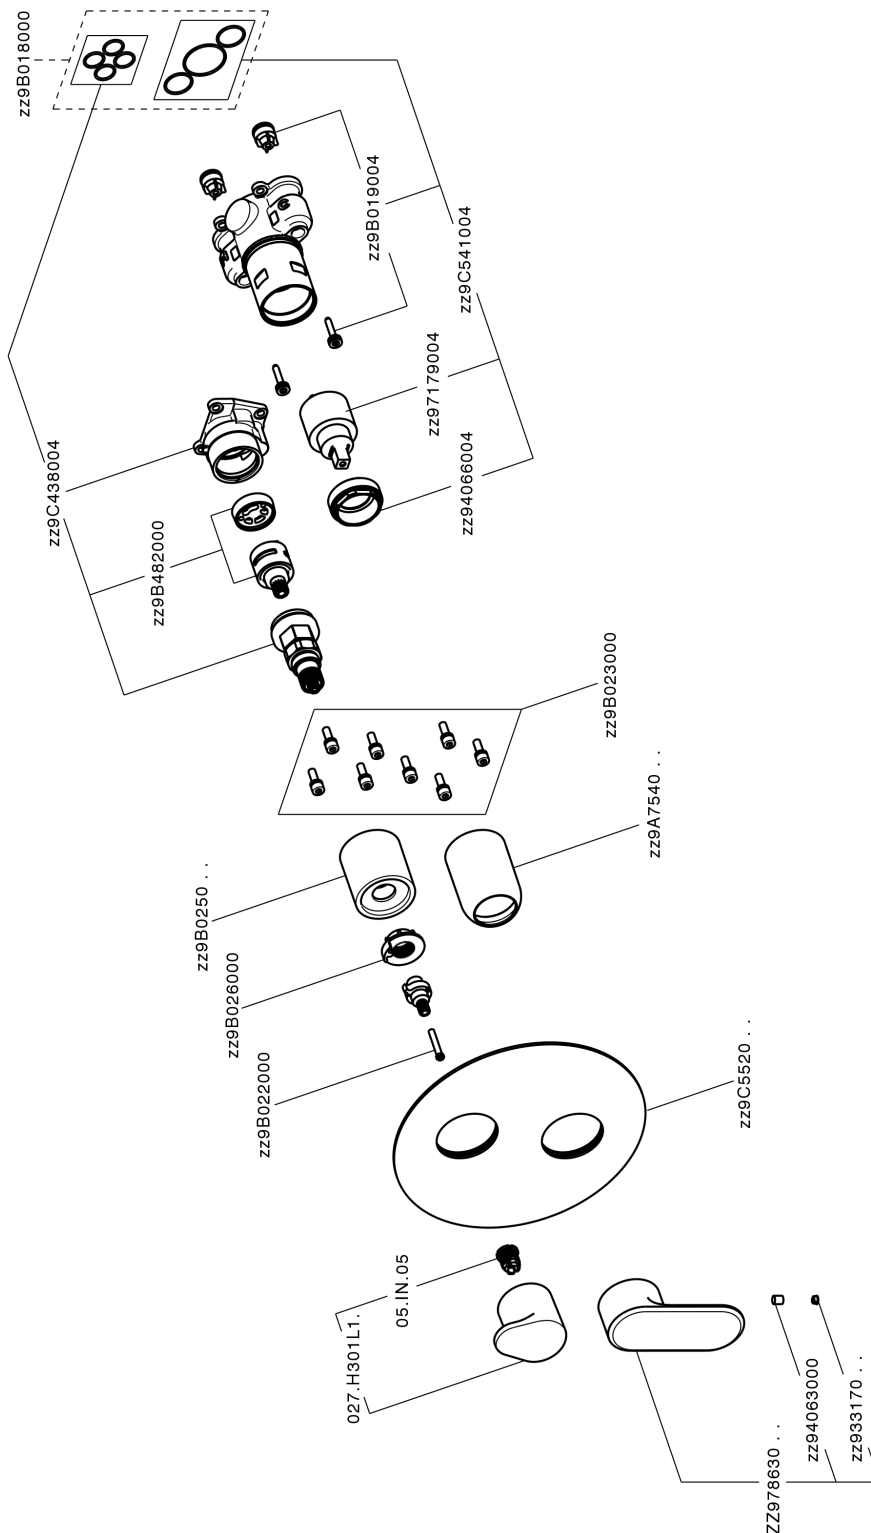 zz9B018000
zz9B019004
zz9C541004
zz97179004
zz94066004
zz9C438004
zz9B482000
zz9B023000
zz9A7540 . .
zz9B0250 . .
zz9B026000
zz9B022000
zz9C5520 . .
05.IN.05
027.H301L1.
zz94063000
zz933170 . .
ZZ978630 . .